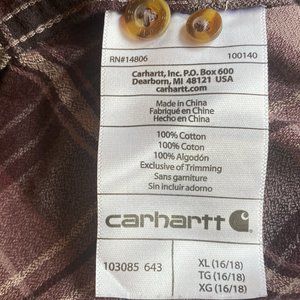 RN#14806 100140
Carhartt, Inc. P.O. Box 600
Dearborn, MI 48121 USA
carhartt.com
Made in China
Fabriqué en Chine
Hecho en China
100% Cotton
100% Coton
100% Algodón
Exclusive of Trimming
Sans garniture
Sin incluir adorno
carhartt
103085 643
XL (16/18)
TG (16/18)
XG (16/18)